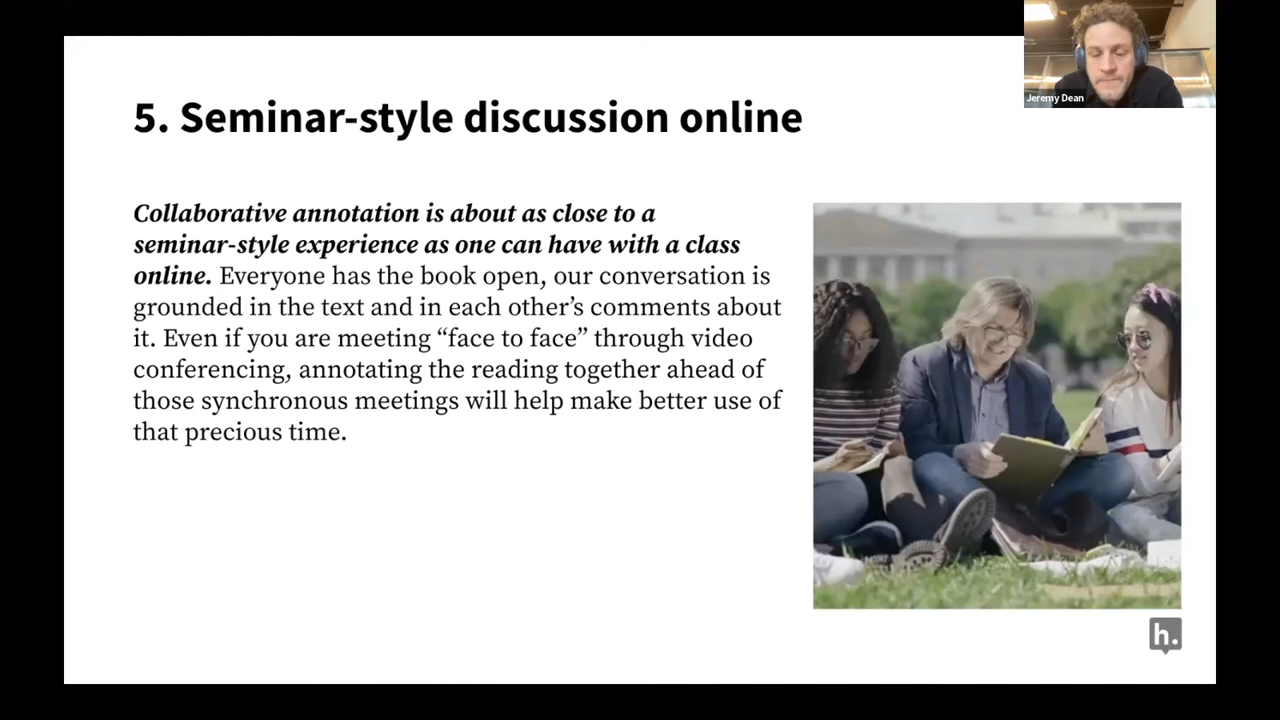 Jeremy Dean
5. Seminar-style discussion online
Collaborative annotation is about as close to a
seminar-style experience as one can have with a class
online. Everyone has the book open, our conversation is
grounded in the text and in each other’s comments about
it. Even if you are meeting “face to face” through video
conferencing, annotating the reading together ahead of
those synchronous meetings will help make better use of
that precious time.
h.